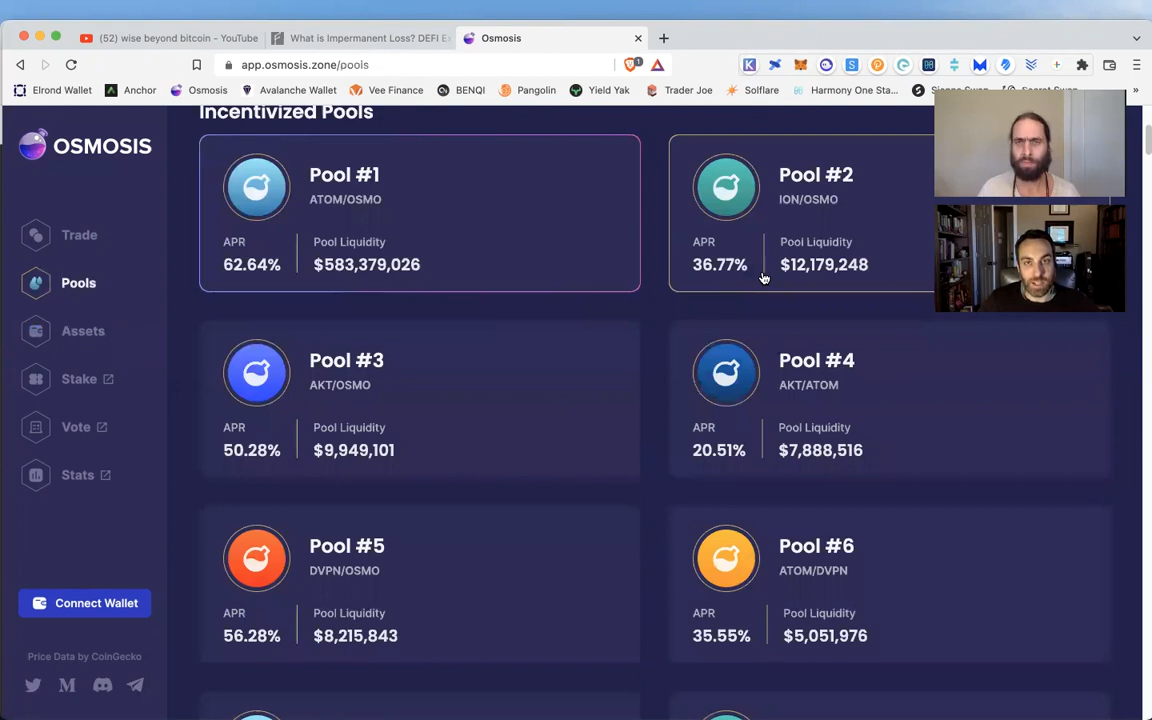 (52) wise beyond bitcoin - YouTube
What is Impermanent Loss? DEFI Ex
Osmosis
app.osmosis.zone/pools
1
Elrond Wallet
Anchor
Osmosis
Avalanche Wallet
Vee Finance
BENQI
Pangolin
Yield Yak
Trader Joe
Solflare
Harmony One Sta...
Incentivized Pools
OSMOSIS
Trade
Pools
Assets
Stake
Vote
Stats
Connect Wallet
Price Data by CoinGecko
Pool #1
ATOM/OSMO
APR
62.64%
Pool Liquidity
$583,379,026
Pool #2
ION/OSMO
APR
36.77%
Pool Liquidity
$12,179,248
Pool #3
AKT/OSMO
APR
50.28%
Pool Liquidity
$9,949,101
Pool #4
AKT/ATOM
APR
20.51%
Pool Liquidity
$7,888,516
Pool #5
DVPN/OSMO
APR
56.28%
Pool Liquidity
$8,215,843
Pool #6
ATOM/DVPN
APR
35.55%
Pool Liquidity
$5,051,976